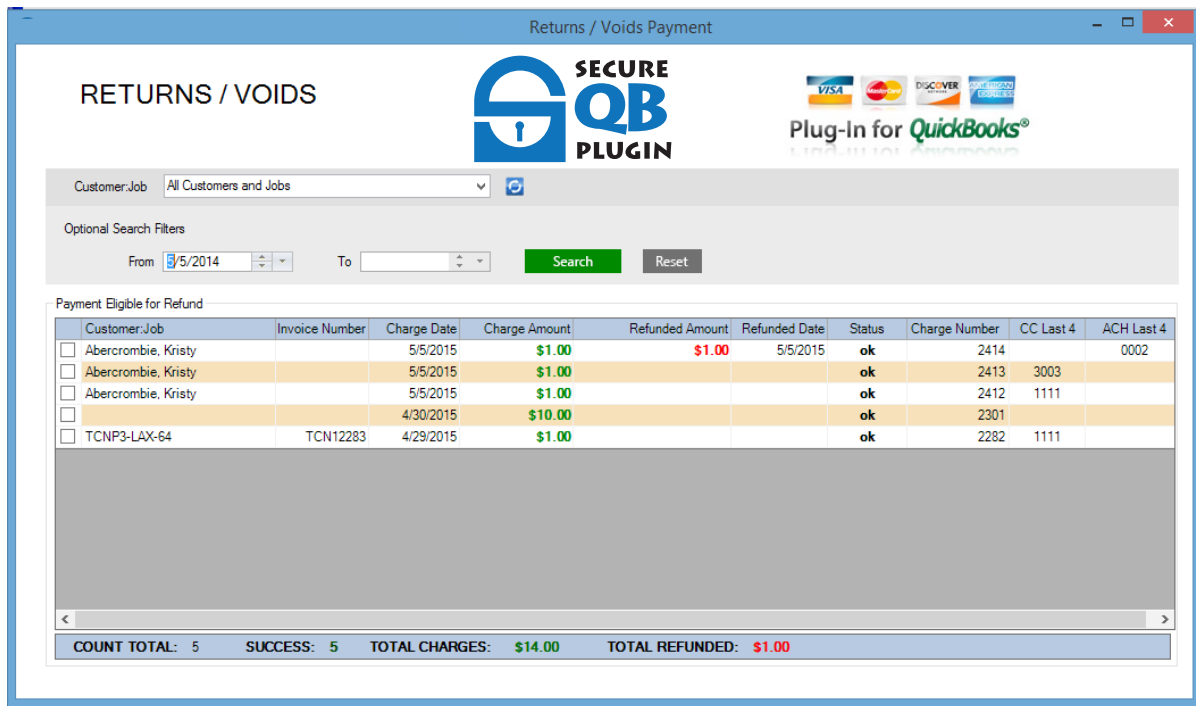 Returns / Voids Payment
RETURNS / VOIDS
SECURE
QB
PLUGIN
VISA MasterCard DISCOVER NETWORK AMERICAN EXPRESS
Plug-In for QuickBooks®
Customer:Job All Customers and Jobs
Optional Search Filters
From 5/5/2014 To Search Reset
Payment Eligible for Refund
Customer:Job Invoice Number Charge Date Charge Amount Refunded Amount Refunded Date Status Charge Number CC Last 4 ACH Last 4
Abercrombie, Kristy 5/5/2015 $1.00 $1.00 5/5/2015 ok 2414 0002
Abercrombie, Kristy 5/5/2015 $1.00 ok 2413 3003
Abercrombie, Kristy 5/5/2015 $1.00 ok 2412 1111
4/30/2015 $10.00 ok 2301
TCNP3-LAX-64 TCN12283 4/29/2015 $1.00 ok 2282 1111
COUNT TOTAL: 5 SUCCESS: 5 TOTAL CHARGES: $14.00 TOTAL REFUNDED: $1.00